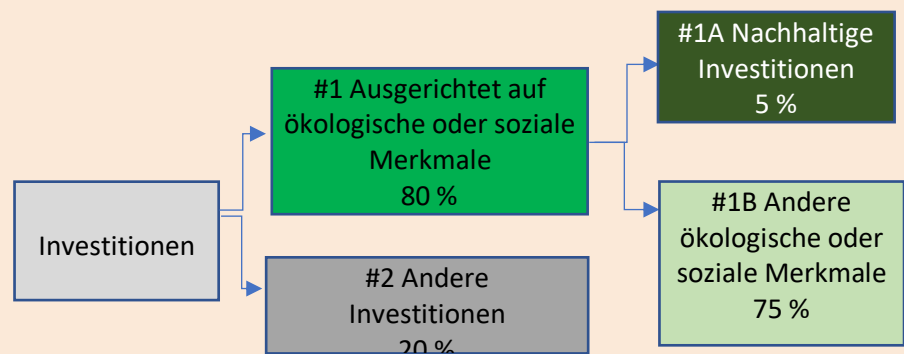 Investitionen
#1 Ausgerichtet auf
ökologische oder soziale
Merkmale
80 %
#2 Andere
Investitionen
20 %
#1A Nachhaltige
Investitionen
5 %
#1B Andere
ökologische oder
soziale Merkmale
75 %